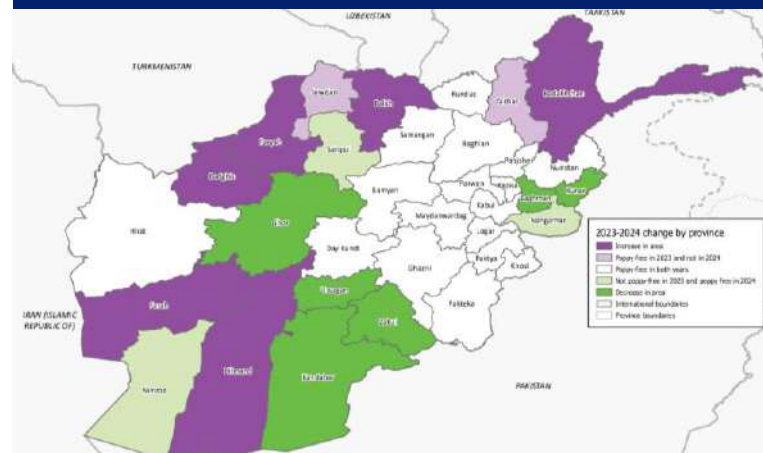 UZBEKISTAN
TAJIKISTAN
TURKMENISTAN
Jawzjan
Balkh
Kunduz
Takhar
Badakhshan
Faryab
Samangan
Baghlan
Saripul
Panjshir
Nuristan
Badghis
Bamyan
Parwan
Kapisa
Kunar
Laghman
Hirat
Ghor
Kabul
Maydanwardag
Nangarhar
Logar
Day Kundi
Paktya
Khost
Ghazni
Uruzgan
Paktika
Farah
Zabul
IRAN (ISLAMIC
REPUBLIC OF)
Nimroz
Hilmand
Kandahar
PAKISTAN
2023-2024 change by province
Increase in area
Poppy-free in 2023 and not in 2024
Poppy-free in both years
Not poppy-free in 2023 and poppy free in 2024
Decrease in area
International boundaries
Province boundaries